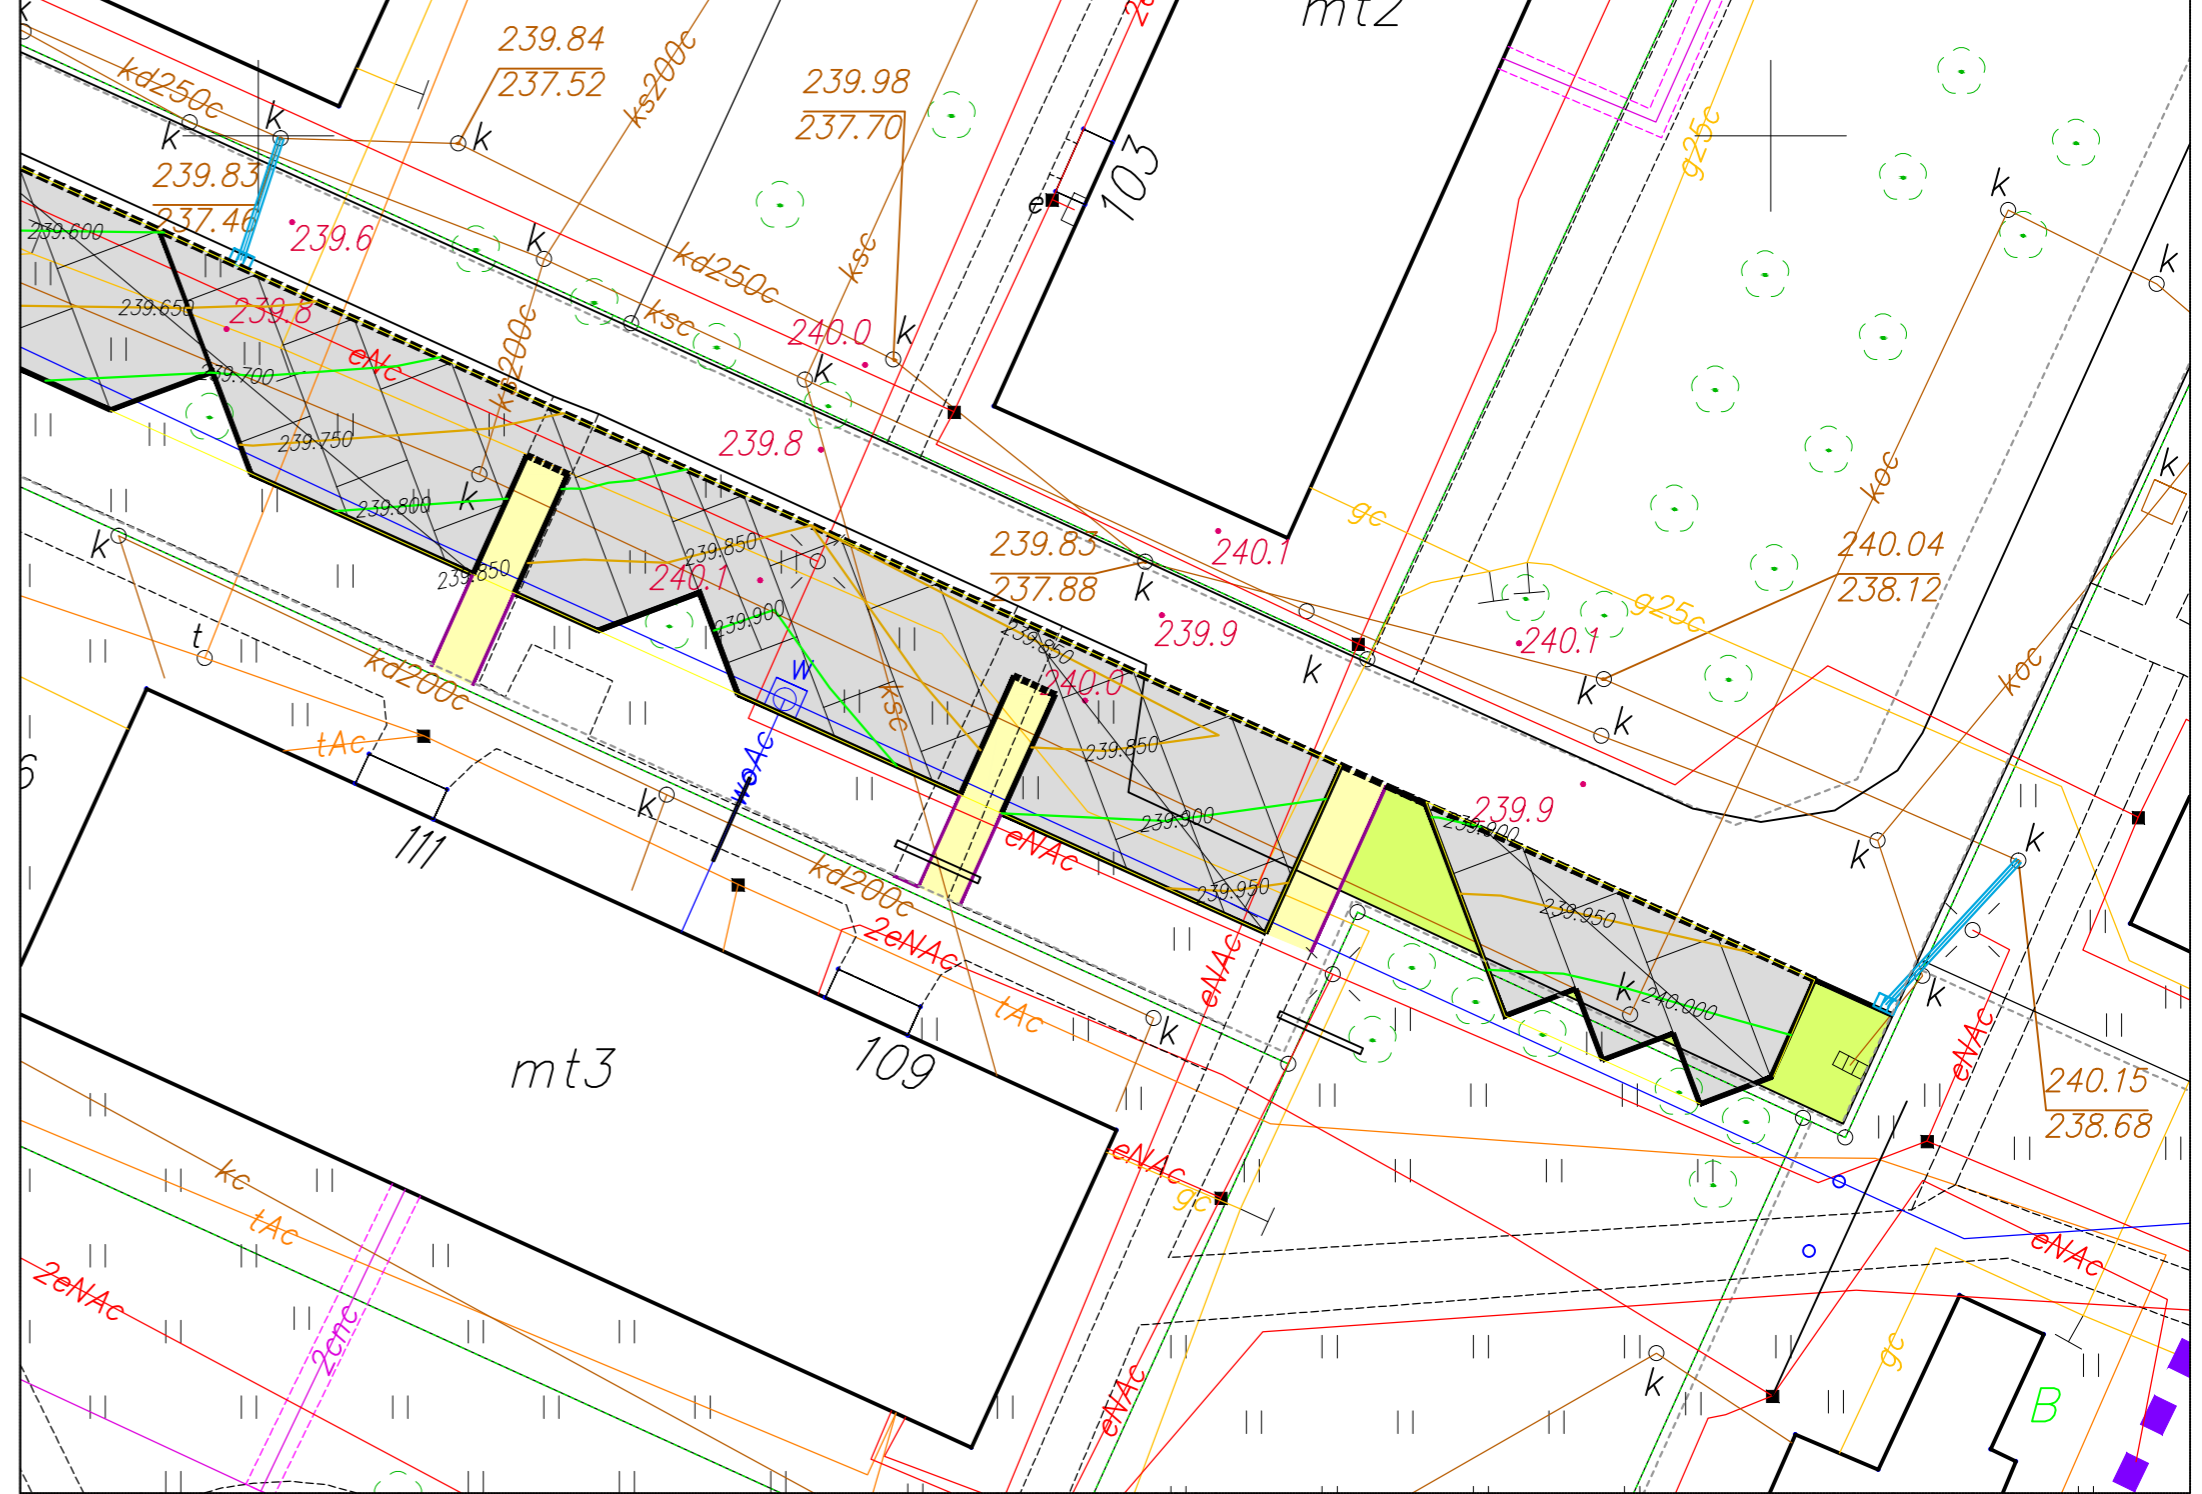 mt2
k
239.84
237.52
kd250c
ks200c
239.98
237.70
k
k
k
g25c
103
e
239.83
237.46
239.6
k
k
k
239.600
kd250c
ksc
ksc
239.650
239.8
240.0
k
k
eNc
ks200c
239.700
239.750
239.8
k
koc
gc
239.800
k
k
239.850
239.83
237.88
k
240.1
240.04
238.12
239.850
240.1
239.900
239.9
240.1
g25c
t
kd200c
239.850
240.0
k
k
k
koc
w
ksc
tAc
woAc
239.850
6
k
239.900
239.9
239.900
k
k
111
eNAc
kd200c
239.950
239.950
2eNAc
eNAc
k
240.000
k
tAc
k
eNAc
mt3
109
240.15
238.68
eNAc
kc
gc
tAc
eNAc
2eNAc
2cnc
gc
k
eNAc
B